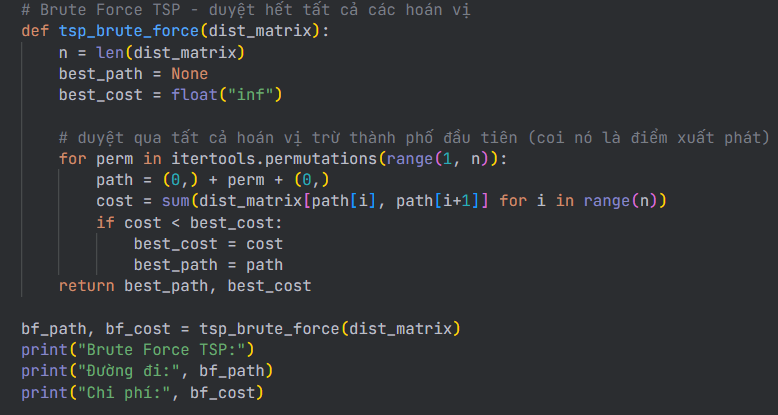 # Brute Force TSP - duyệt hết tất cả các hoán vị
def tsp_brute_force(dist_matrix):
    n = len(dist_matrix)
    best_path = None
    best_cost = float("inf")

    # duyệt qua tất cả hoán vị trừ thành phố đầu tiên (coi nó là điểm xuất phát)
    for perm in itertools.permutations(range(1, n)):
        path = (0,) + perm + (0,)
        cost = sum(dist_matrix[path[i], path[i+1]] for i in range(n))
        if cost < best_cost:
            best_cost = cost
            best_path = path
    return best_path, best_cost

bf_path, bf_cost = tsp_brute_force(dist_matrix)
print("Brute Force TSP:")
print("Đường đi:", bf_path)
print("Chi phí:", bf_cost)